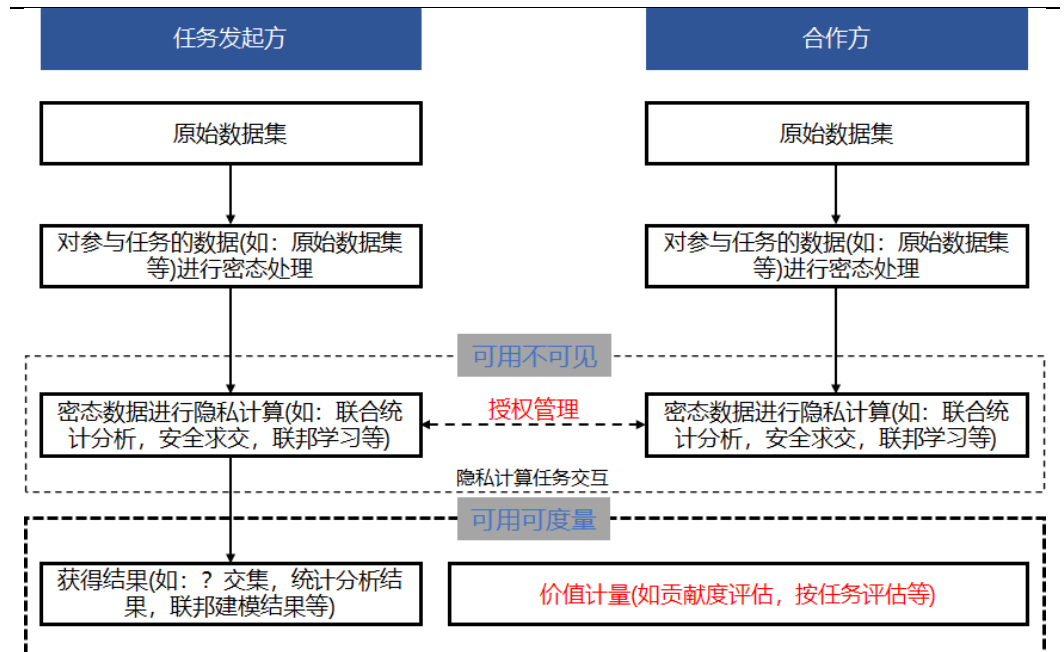 任务发起方
合作方
原始数据集
原始数据集
对参与任务的数据(如：原始数据集
等)进行密态处理
对参与任务的数据(如：原始数据集
等)进行密态处理
可用不可见
密态数据进行隐私计算(如：联合统
计分析，安全求交，联邦学习等)
授权管理
密态数据进行隐私计算(如：联合统
计分析，安全求交，联邦学习等)
隐私计算任务交互
可用可度量
获得结果(如：？交集，统计分析结
果，联邦建模结果等)
价值计量(如贡献度评估，按任务评估等)